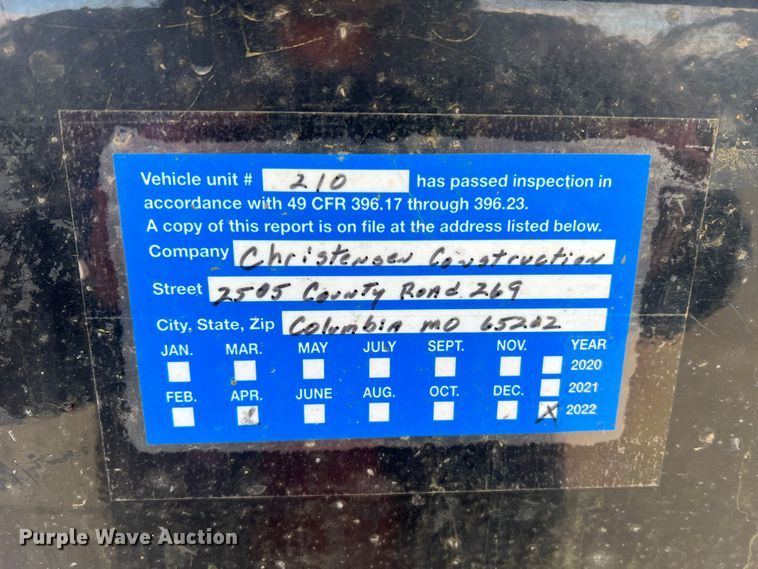 Vehicle unit # 210 has passed inspection in
accordance with 49 CFR 396.17 through 396.23.
A copy of this report is on file at the address listed below.
Company Christensen Construction
Street 2505 County Road 269
City, State, Zip Columbia MO 65202
JAN. MAR. MAY JULY SEPT. NOV. YEAR
2020
2021
FEB. APR. JUNE AUG. OCT. DEC. X 2022
Purple Wave Auction